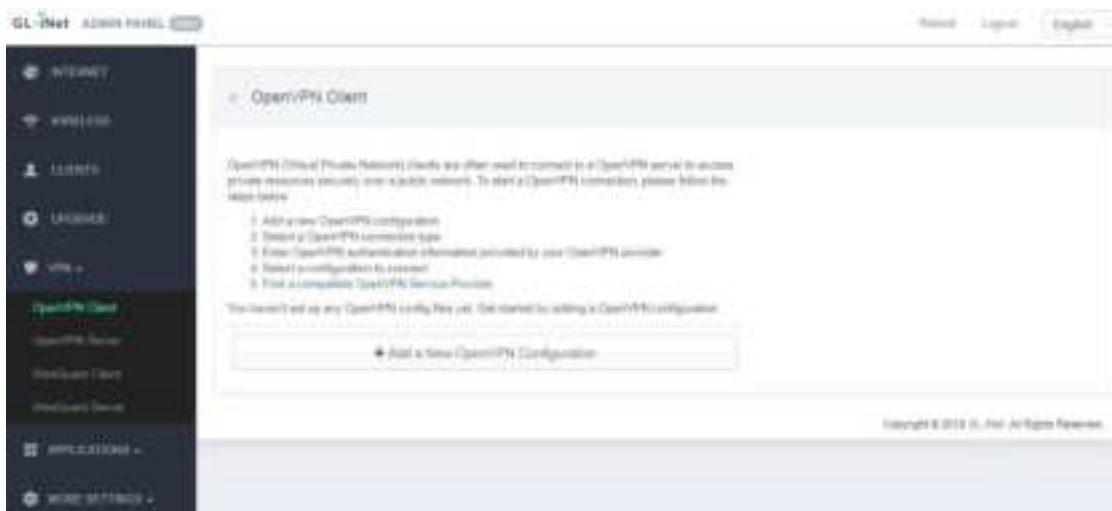 GL·iNet ADMIN PANEL
Reboot Logout English
INTERNET
WIRELESS
CLIENTS
UPGRADE
VPN
OpenVPN Client
OpenVPN Server
WireGuard Client
WireGuard Server
APPLICATIONS
MORE SETTINGS
OpenVPN Client
OpenVPN (Virtual Private Network) clients are often used to connect to a OpenVPN server to access
private resources securely over a public network. To start a OpenVPN connection, please follow the
steps below
1. Add a new OpenVPN configuration
2. Select a OpenVPN connection type
3. Enter OpenVPN authentication information provided by your OpenVPN provider
4. Select a configuration to connect
5. Find a compatible OpenVPN Service Provider
You haven't set up any OpenVPN config files yet. Get started by adding a OpenVPN configuration
+ Add a New OpenVPN Configuration
Copyright © 2018 GL.iNet. All Rights Reserved.